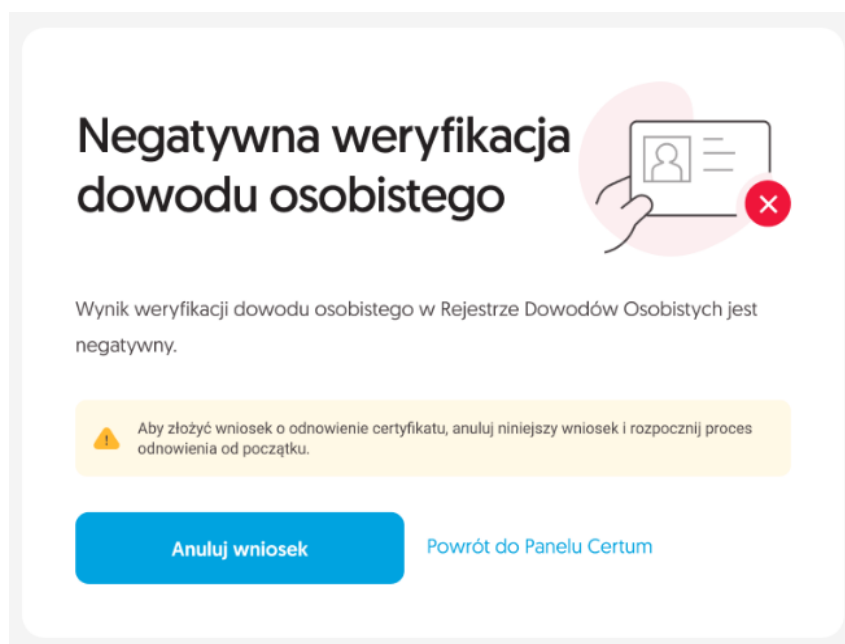 Negatywna weryfikacja
dowodu osobistego
Wynik weryfikacji dowodu osobistego w Rejestrze Dowodów Osobistych jest
negatywny.
Aby złożyć wniosek o odnowienie certyfikatu, anuluj niniejszy wniosek i rozpocznij proces
odnowienia od początku.
Anuluj wniosek
Powrót do Panelu Certum